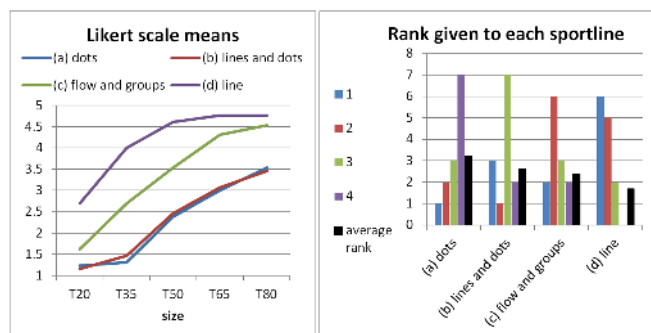 Likert scale means
(a) dots
(b) lines and dots
(c) flow and groups
(d) line
5
4.5
4
3.5
3
2.5
2
1.5
1
T20 T35 T50 T65 T80
size
Rank given to each sportline
1
2
3
4
average rank
8
7
6
5
4
3
2
1
0
(a) dots
(b) lines and dots
(c) flow and groups
(d) line